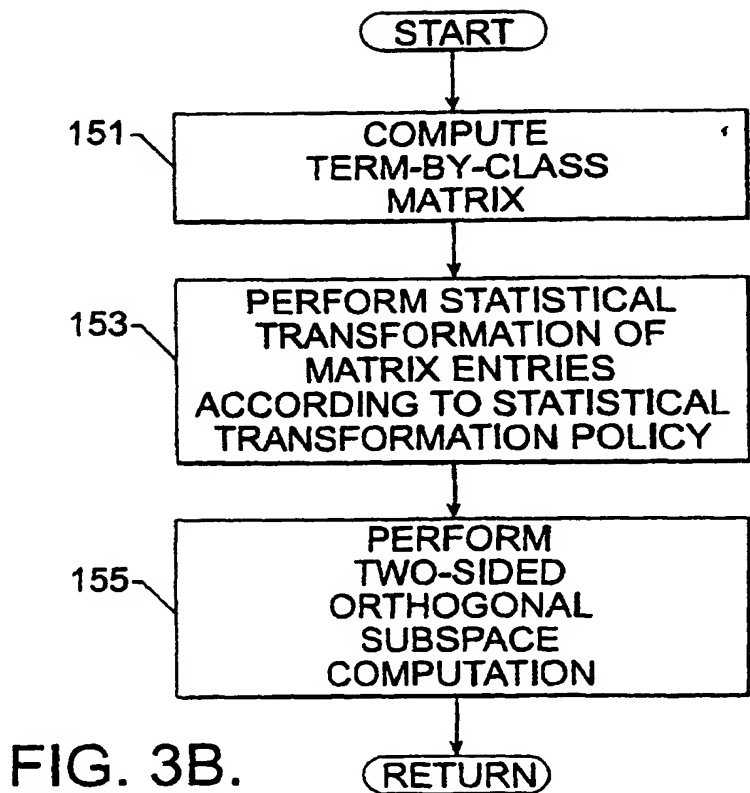 START
151
COMPUTE
TERM-BY-CLASS
MATRIX
153
PERFORM STATISTICAL
TRANSFORMATION OF
MATRIX ENTRIES
ACCORDING TO STATISTICAL
TRANSFORMATION POLICY
155
PERFORM
TWO-SIDED
ORTHOGONAL
SUBSPACE
COMPUTATION
FIG. 3B.
RETURN